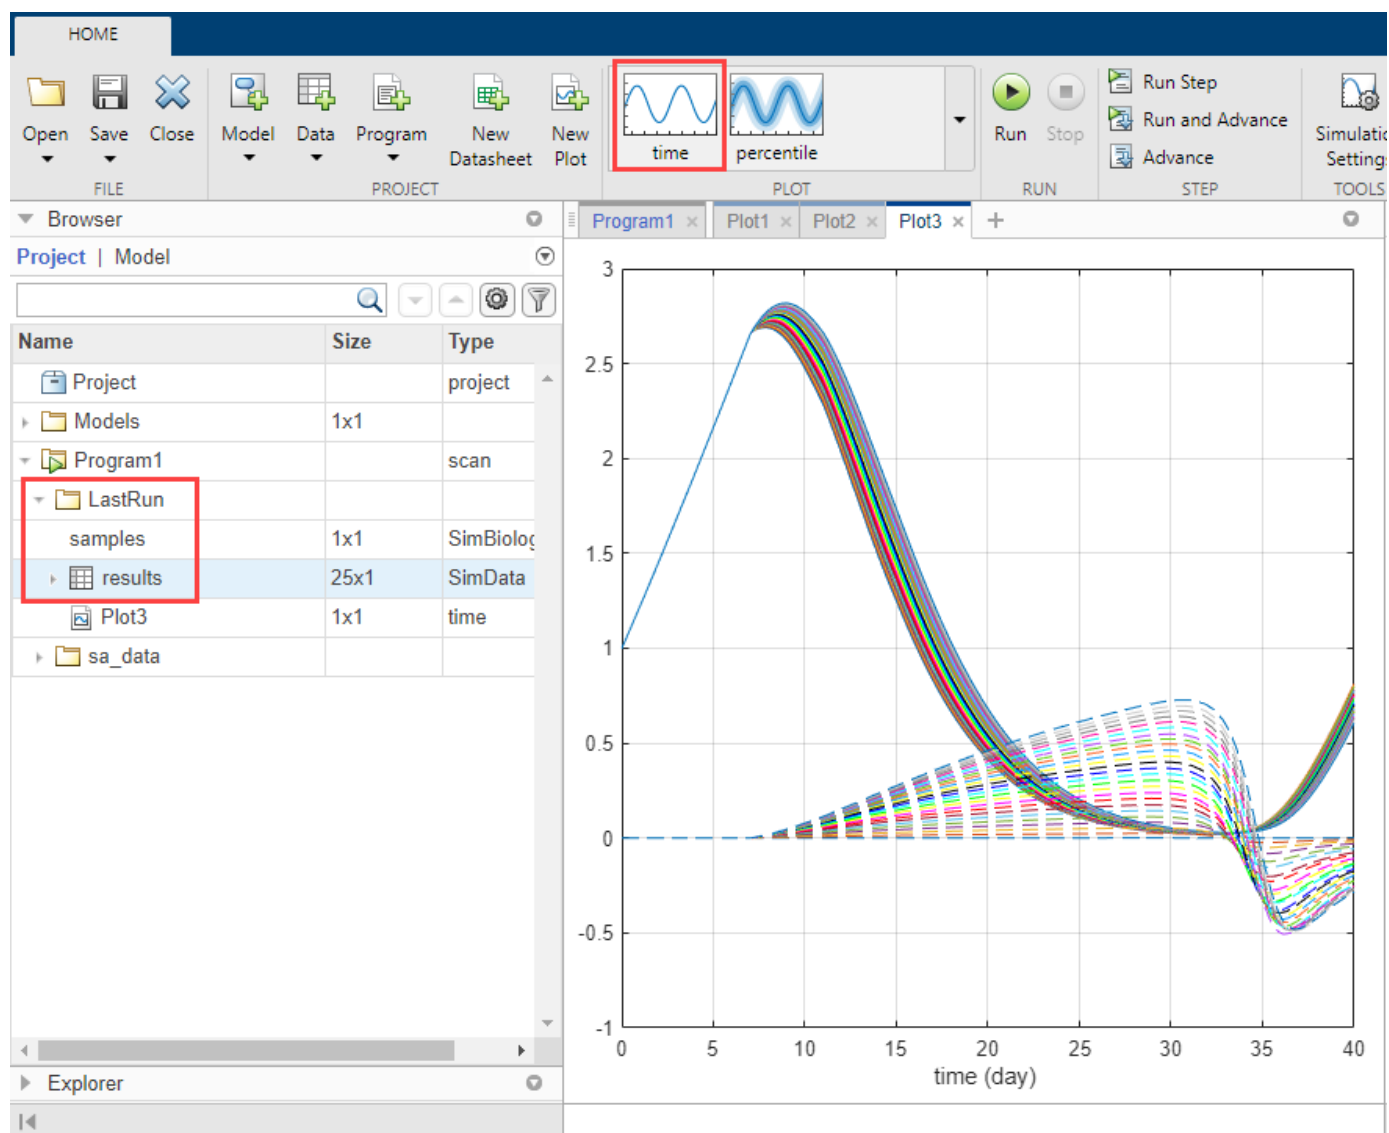 HOME
Open Save Close Model Data Program New Datasheet New Plot time percentile Run Stop Run Step
Run and Advance
Advance
Simulatio
Setting
FILE PROJECT PLOT RUN STEP TOOLS
Browser
Program1 × Plot1 × Plot2 × Plot3 × +
Project | Model
Name Size Type
Project project
Models 1x1
Program1 scan
LastRun
samples 1x1 SimBiolog
results 25x1 SimData
Plot3 1x1 time
sa_data
Explorer
3
2.5
2
1.5
1
0.5
0
-0.5
-1
0 5 10 15 20 25 30 35 40
time (day)